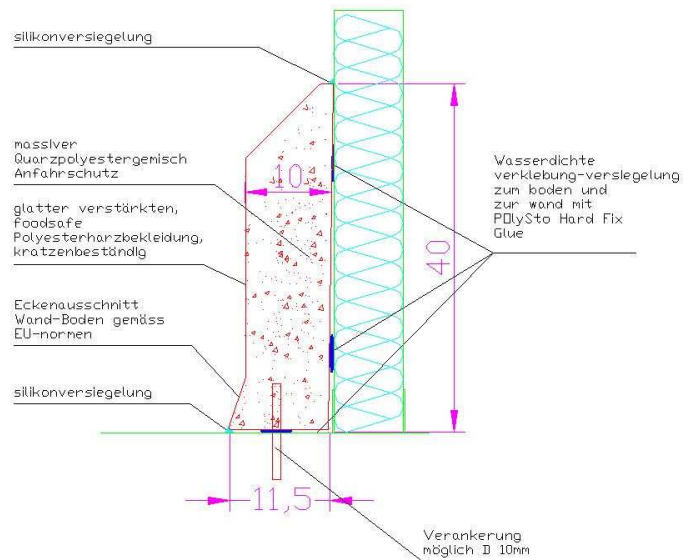 silikonversiegelung
massiver
Quarzpolyestergemisch
Anfahrschutz
glatter verstärkten,
foodsafe
Polyesterharzbekleidung,
kratzenbeständig
Eckenausschnitt
Wand-Boden gemäss
EU-normen
silikonversiegelung
10
40
11,5
Wasserdichte
verklebung-versiegelung
zum boden und
zur wand mit
POlySto Hard Fix
Glue
Verankerung
möglich D 10mm